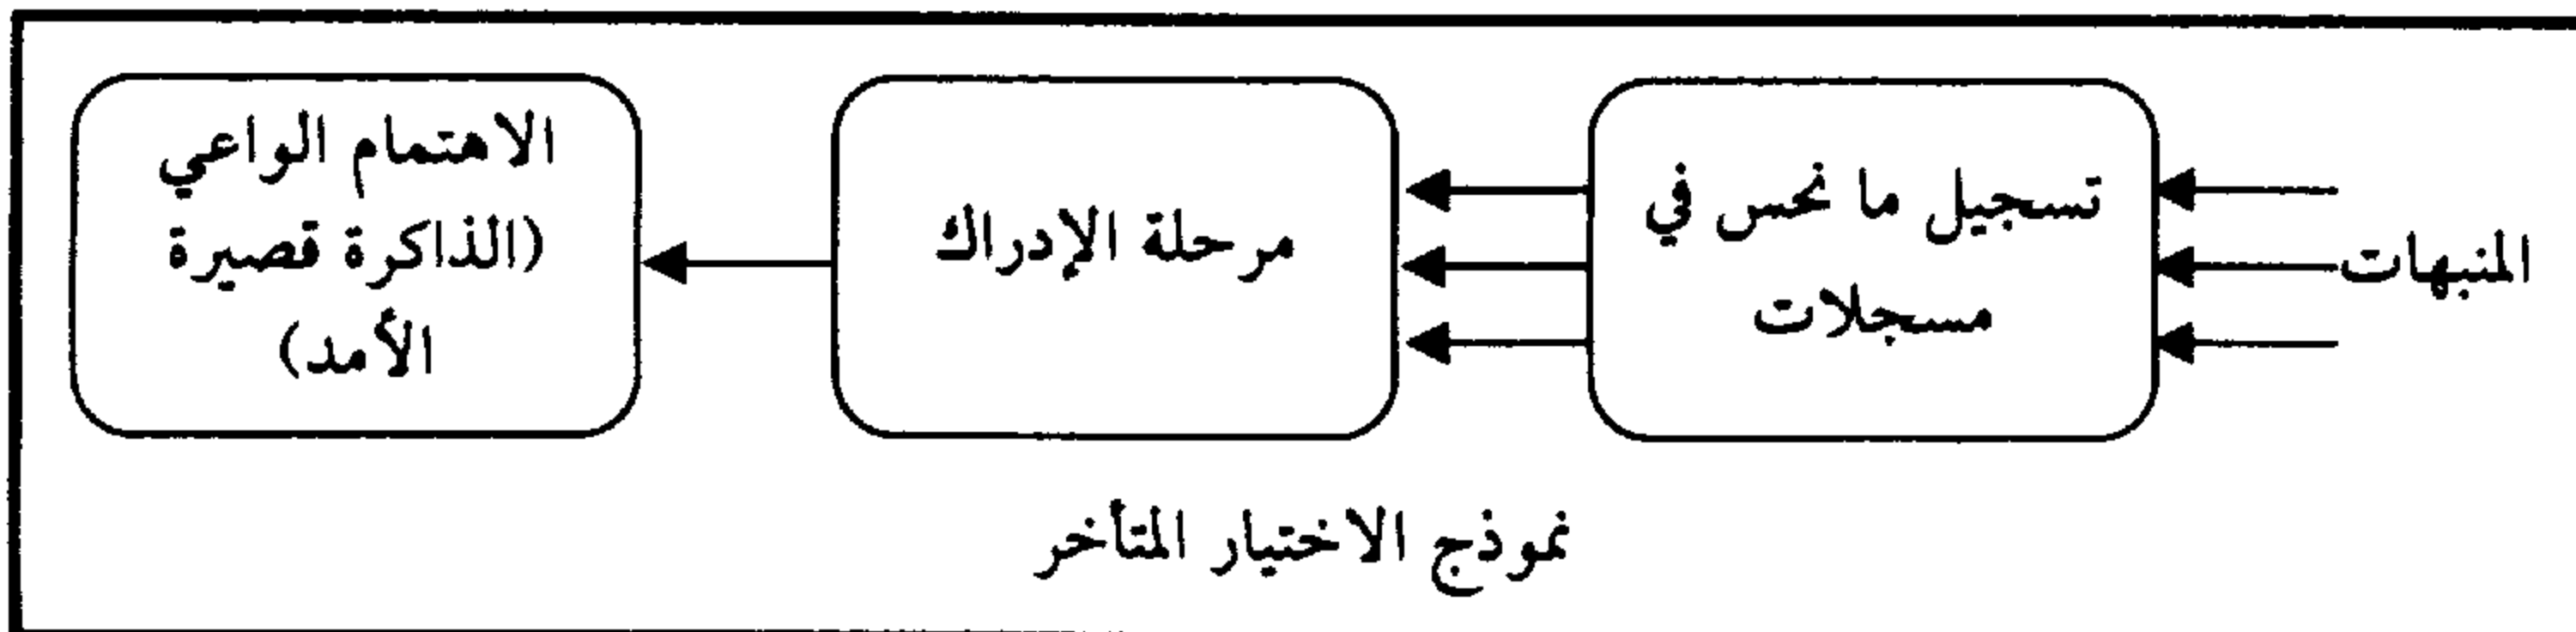 المنبهات
تسجيل ما نحس في
مسجلات
مرحلة الإدراك
الاهتمام الواعي
(الذاكرة قصيرة
الأمد)
نموذج الاختيار المتأخر